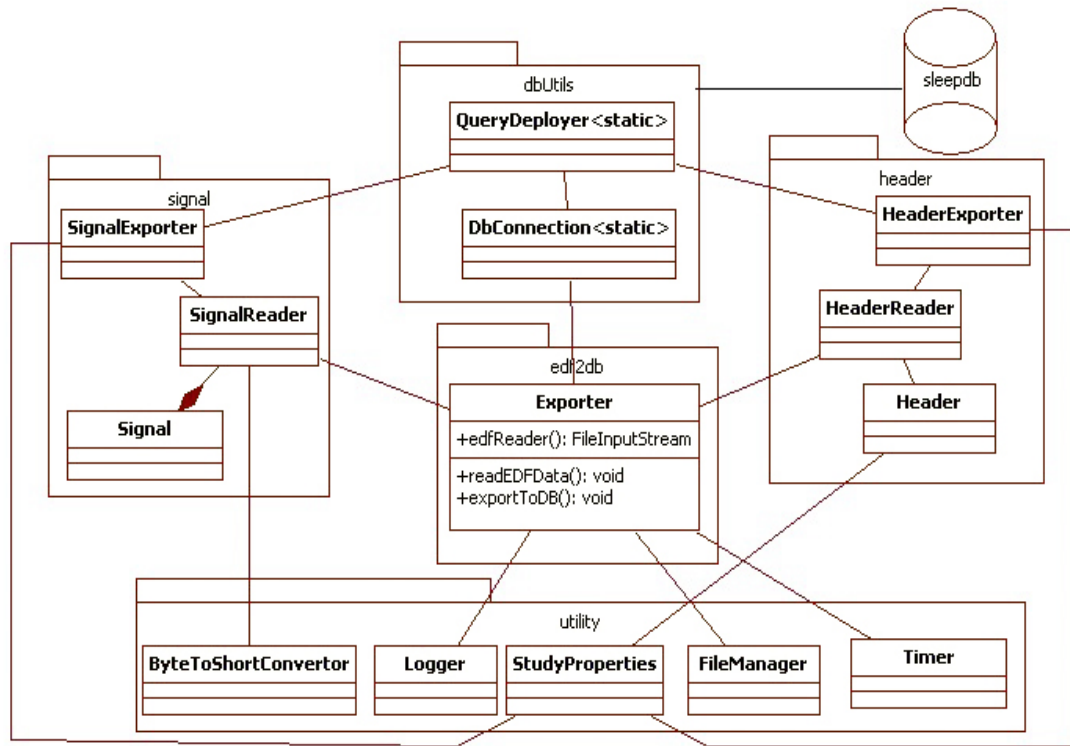 sleepdb
dbUtils
QueryDeployer<static>
DbConnection<static>
signal
SignalExporter
SignalReader
Signal
header
HeaderExporter
HeaderReader
Header
edf2db
Exporter
+edfReader(): FileInputStream
+readEDFData(): void
+exportToDB(): void
utility
ByteToShortConvertor
Logger
StudyProperties
FileManager
Timer